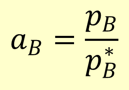 a_B = p_B / p_B^*